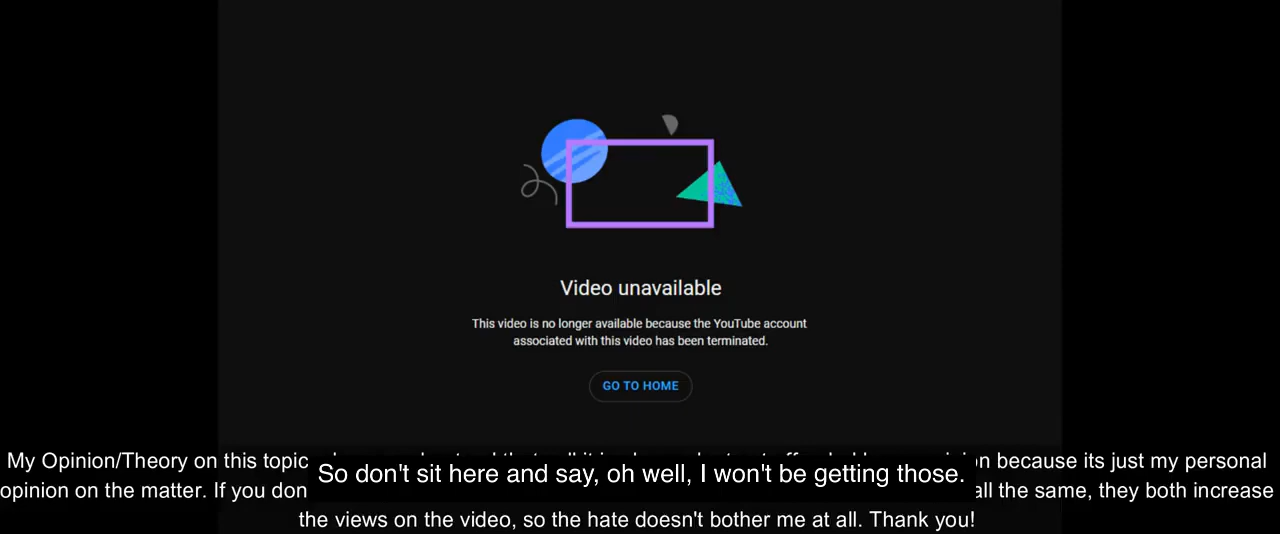 Video unavailable
This video is no longer available because the YouTube account
associated with this video has been terminated.
GO TO HOME
My Opinion/Theory on this topic
n because its just my personal
So don't sit here and say, oh well, I won't be getting those.
opinion on the matter. If you don
all the same, they both increase
the views on the video, so the hate doesn't bother me at all. Thank you!